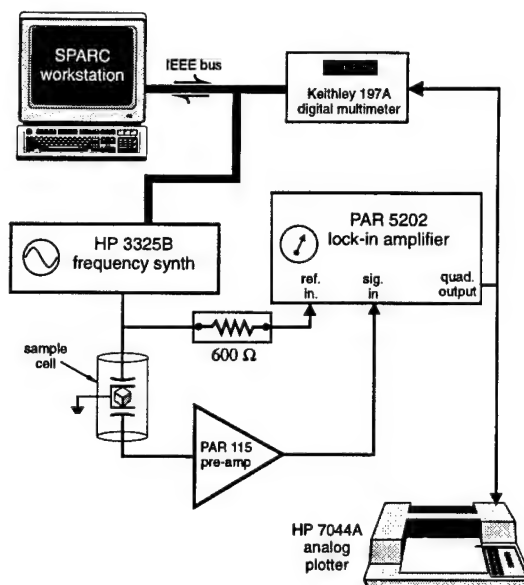 SPARC
workstation
IEEE bus
Keithley 197A
digital multimeter
HP 3325B
frequency synth
PAR 5202
lock-in amplifier
ref.
in.
sig.
in
quad.
output
600 Ω
sample
cell
PAR 115
pre-amp
HP 7044A
analog
plotter